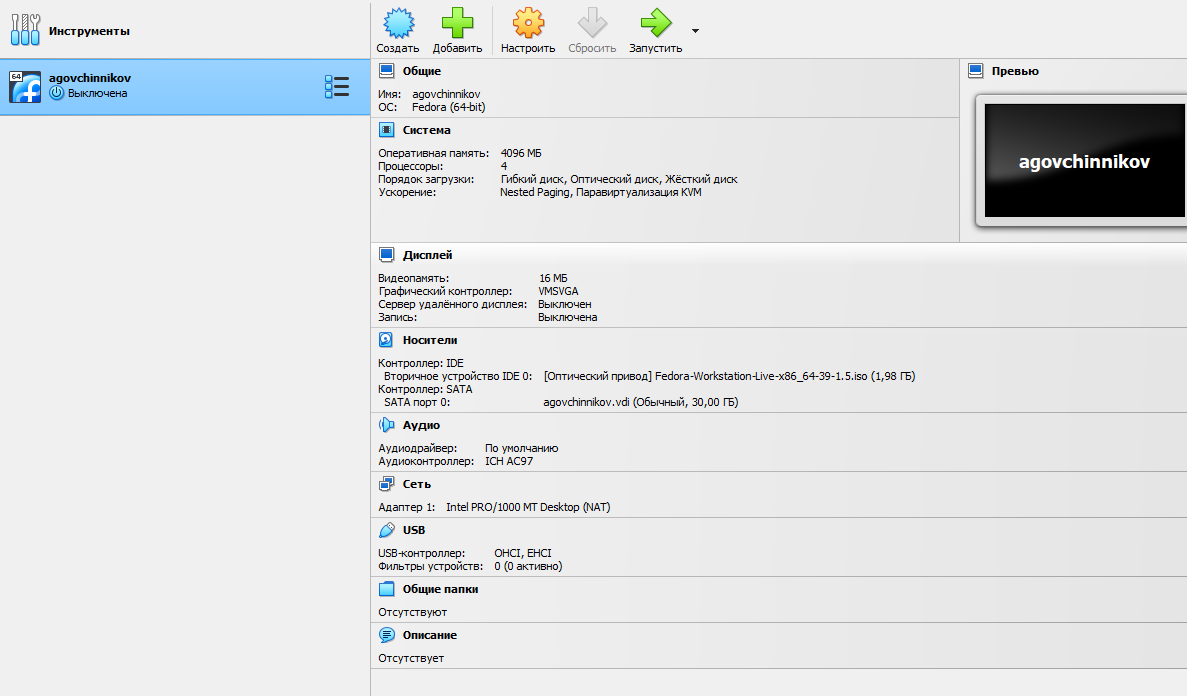 Инструменты
Создать Добавить Настроить Сбросить Запустить
64
agovchinnikov
Выключена
Общие
Имя: agovchinnikov
ОС: Fedora (64-bit)
Превью
agovchinnikov
Система
Оперативная память: 4096 МБ
Процессоры: 4
Порядок загрузки: Гибкий диск, Оптический диск, Жёсткий диск
Ускорение: Nested Paging, Паравиртуализация KVM
Дисплей
Видеопамять: 16 МБ
Графический контроллер: VMSVGA
Сервер удалённого дисплея: Выключен
Запись: Выключена
Носители
Контроллер: IDE
Вторичное устройство IDE 0: [Оптический привод] Fedora-Workstation-Live-x86_64-39-1.5.iso (1,98 ГБ)
Контроллер: SATA
SATA порт 0: agovchinnikov.vdi (Обычный, 30,00 ГБ)
Аудио
Аудиодрайвер: По умолчанию
Аудиоконтроллер: ICH AC97
Сеть
Адаптер 1: Intel PRO/1000 MT Desktop (NAT)
USB
USB-контроллер: OHCI, EHCI
Фильтры устройств: 0 (0 активно)
Общие папки
Отсутствуют
Описание
Отсутствует